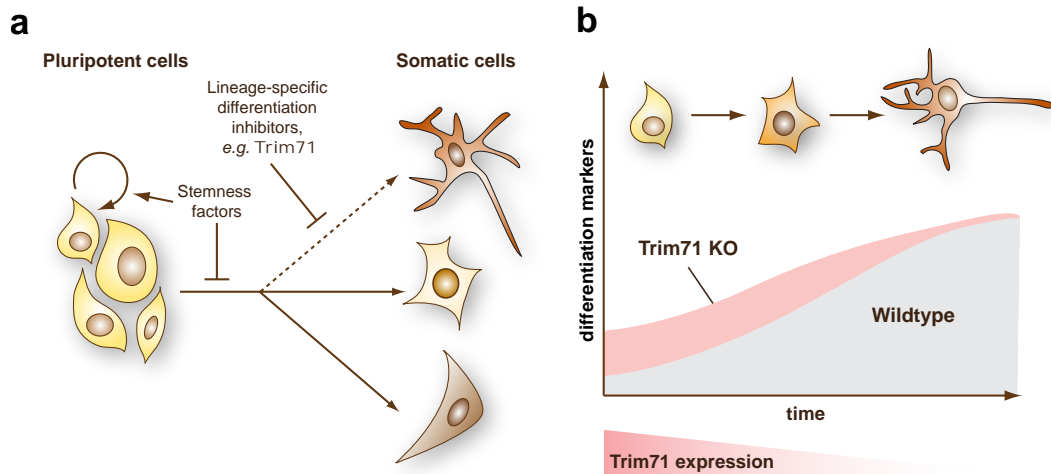 a
Pluripotent cells
Somatic cells
Lineage-specific
differentiation
inhibitors,
e.g. Trim71
Stemness
factors
b
differentiation markers
Trim71 KO
Wildtype
time
Trim71 expression